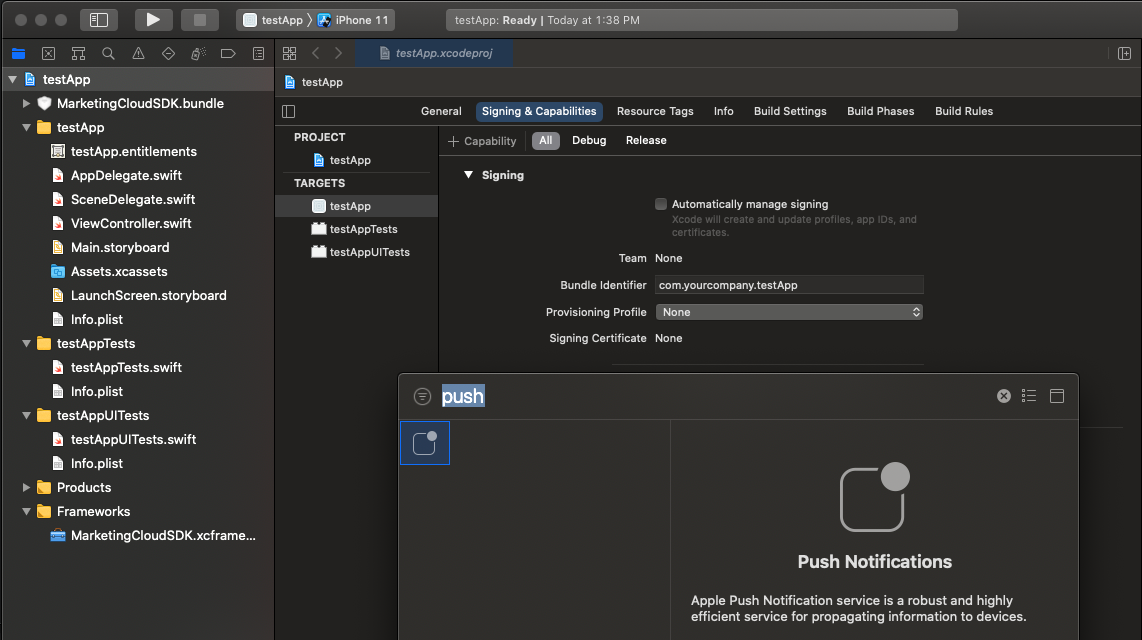 testApp iPhone 11
testApp: Ready | Today at 1:38 PM
testApp.xcodeproj
testApp
MarketingCloudSDK.bundle
testApp
testApp.entitlements
AppDelegate.swift
SceneDelegate.swift
ViewController.swift
Main.storyboard
Assets.xcassets
LaunchScreen.storyboard
Info.plist
testAppTests
testAppTests.swift
Info.plist
testAppUITests
testAppUITests.swift
Info.plist
Products
Frameworks
MarketingCloudSDK.xcframe...
testApp
General Signing & Capabilities Resource Tags Info Build Settings Build Phases Build Rules
PROJECT
testApp
TARGETS
testApp
testAppTests
testAppUITests
+ Capability All Debug Release
Signing
Automatically manage signing
Xcode will create and update profiles, app IDs, and
certificates.
Team None
Bundle Identifier com.yourcompany.testApp
Provisioning Profile None
Signing Certificate None
push
Push Notifications
Apple Push Notification service is a robust and highly
efficient service for propagating information to devices.